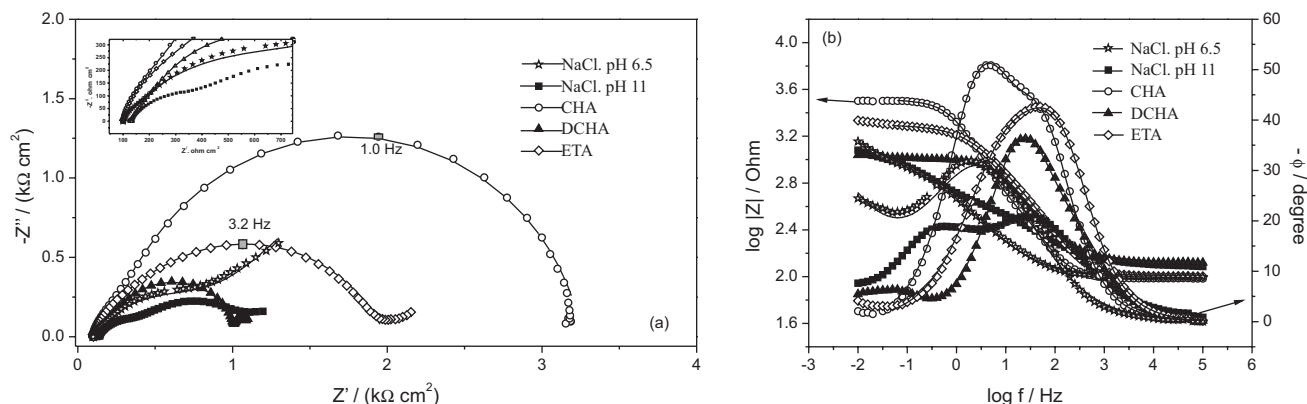 2.0
1.5
1.0
0.5
0.0
-Z'' / (kΩ cm²)
0
1
2
3
4
Z' / (kΩ cm²)
300
250
200
150
100
50
0
-Z'', ohm cm²
100
200
300
400
500
600
700
Z', ohm cm²
NaCl. pH 6.5
NaCl. pH 11
CHA
DCHA
ETA
1.0 Hz
3.2 Hz
(a)
(b)
4.0
3.6
3.2
2.8
2.4
2.0
1.6
log |Z| / Ohm
-3
-2
-1
0
1
2
3
4
5
6
log f / Hz
60
50
40
30
20
10
0
- ϕ / degree
NaCl. pH 6.5
NaCl. pH 11
CHA
DCHA
ETA